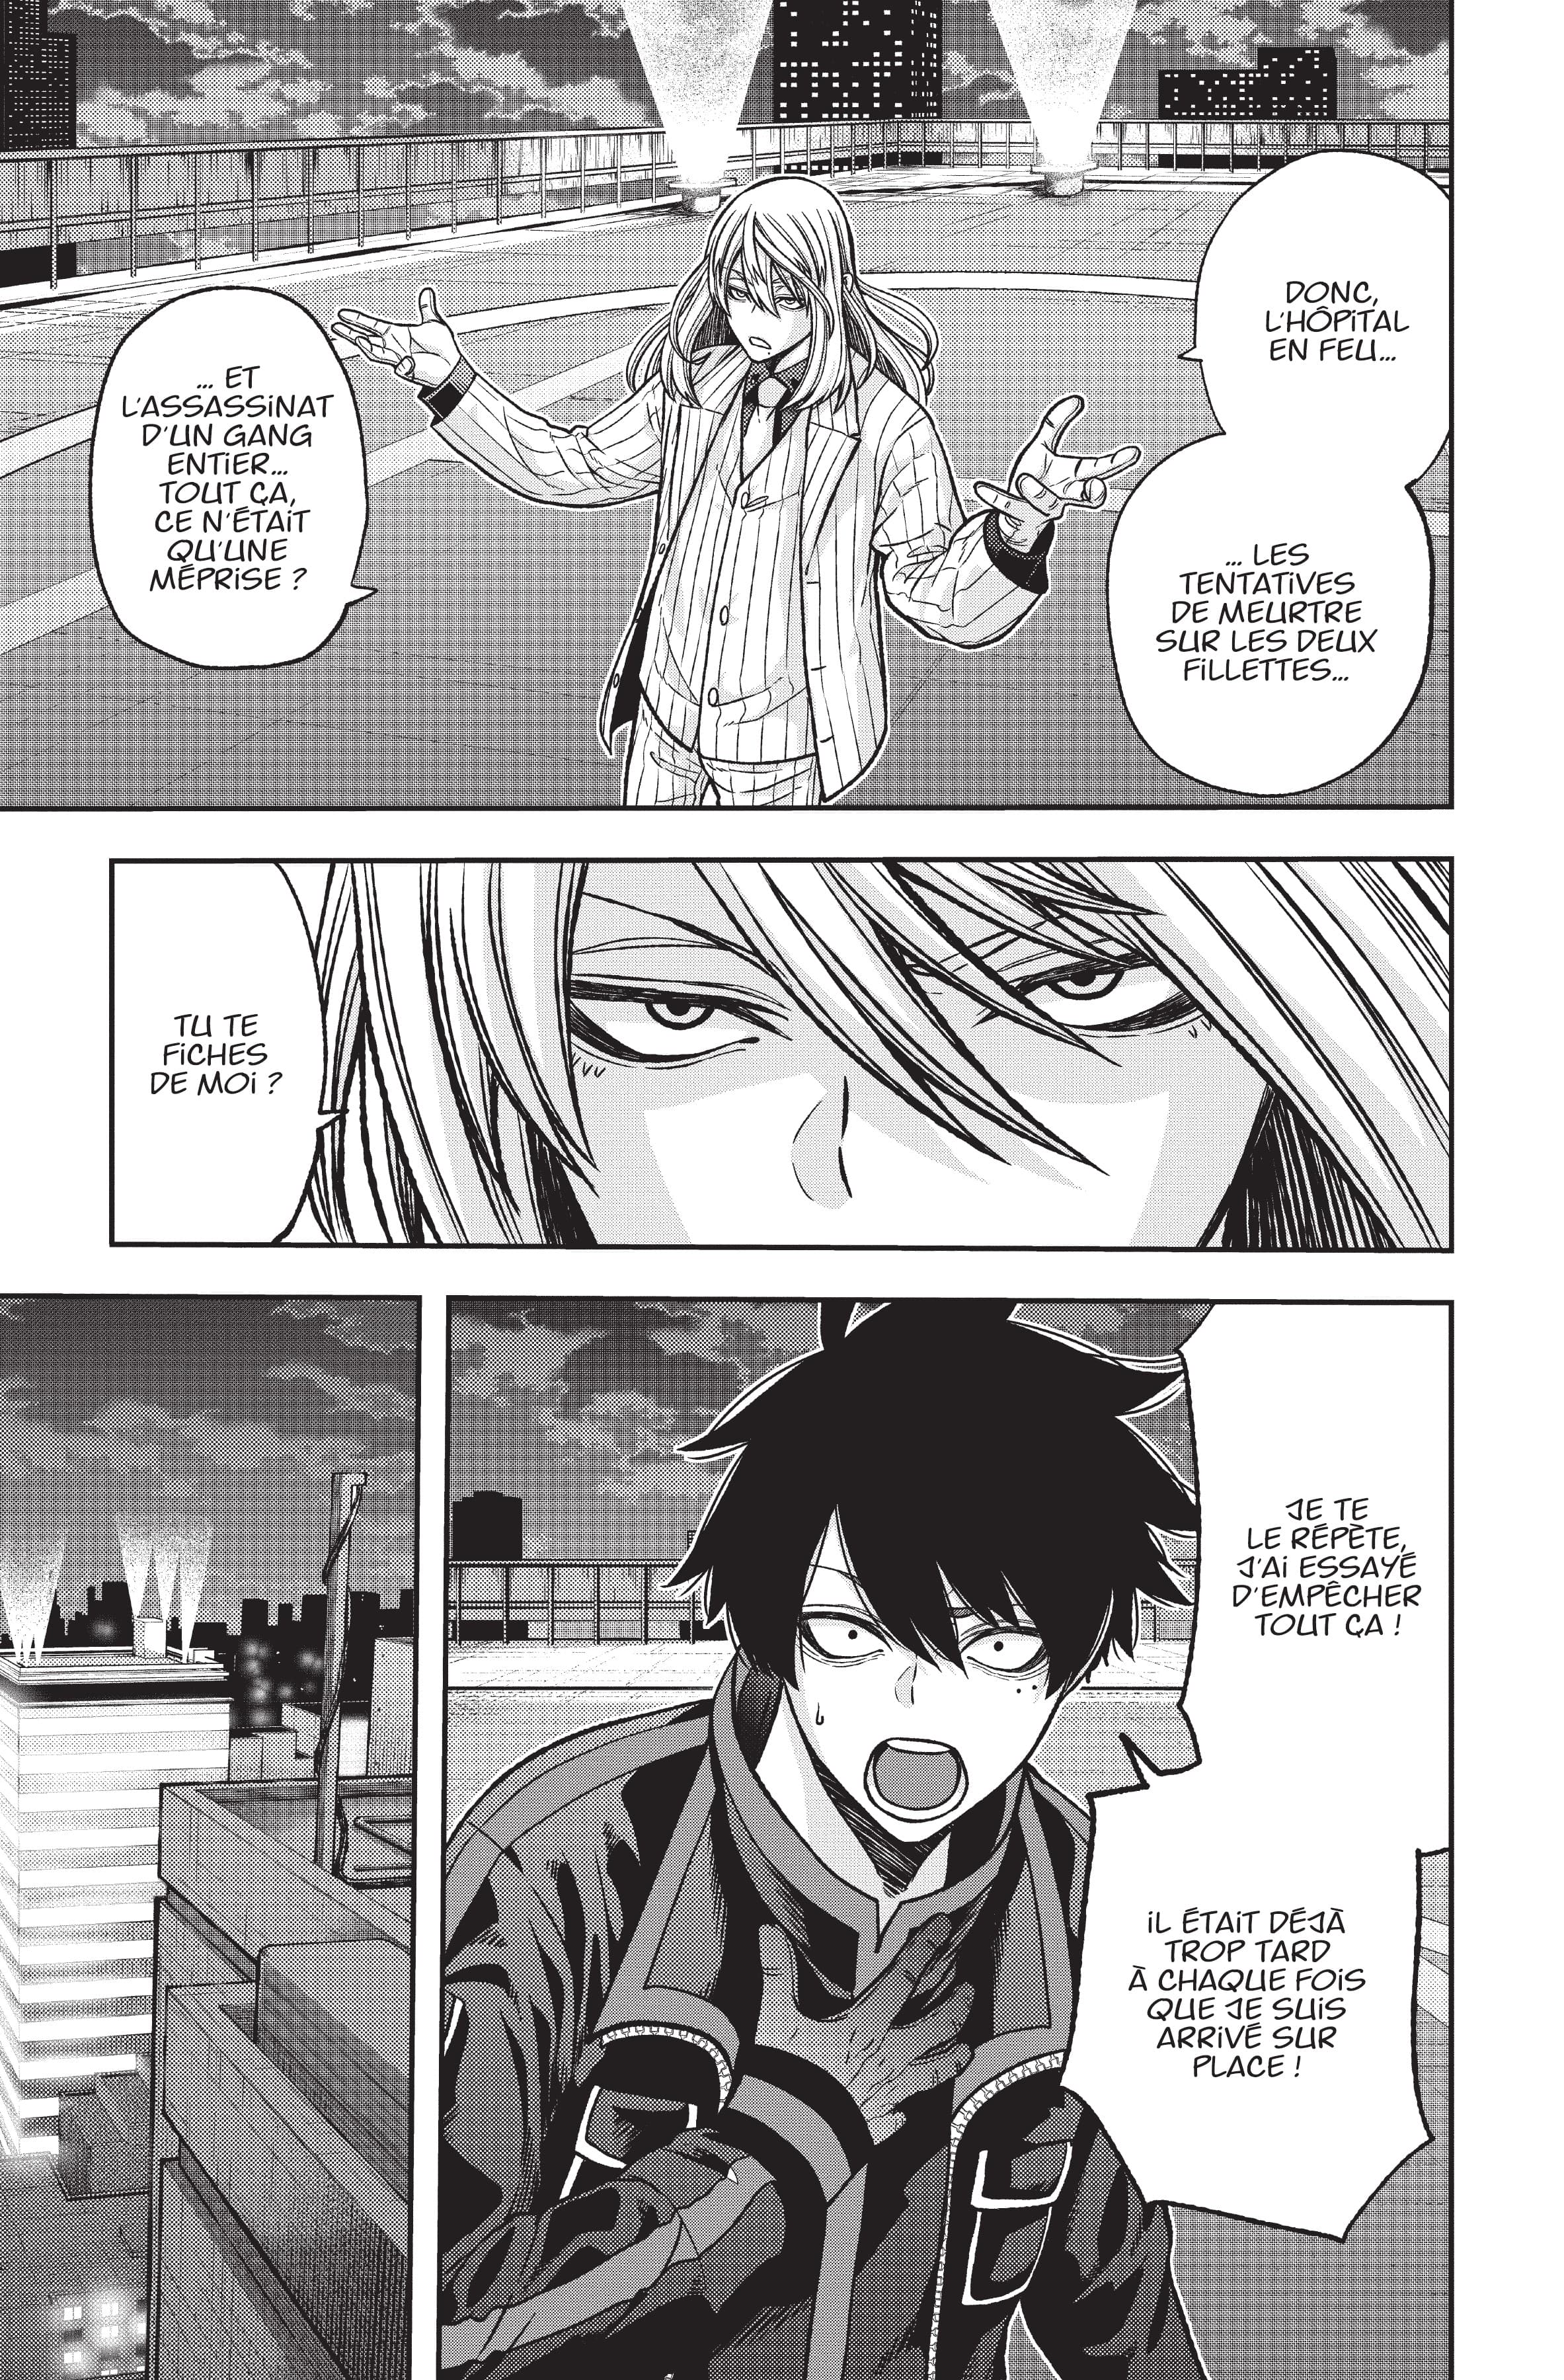 DONC,
L'HÔPITAL
EN FEU...
... LES
TENTATIVES
DE MEURTRE
SUR LES DEUX
FILLETTES...
... ET
L'ASSASSINAT
D'UN GANG
ENTIER...
TOUT ÇA,
CE N'ÉTAIT
QU'UNE
MÉPRISE ?
TU TE
FICHES
DE MOI ?
JE TE
LE RÉPÈTE,
J'AI ESSAYÉ
D'EMPÊCHER
TOUT ÇA !
IL ÉTAIT DÉJÀ
TROP TARD
À CHAQUE FOIS
QUE JE SUIS
ARRIVÉ SUR
PLACE !